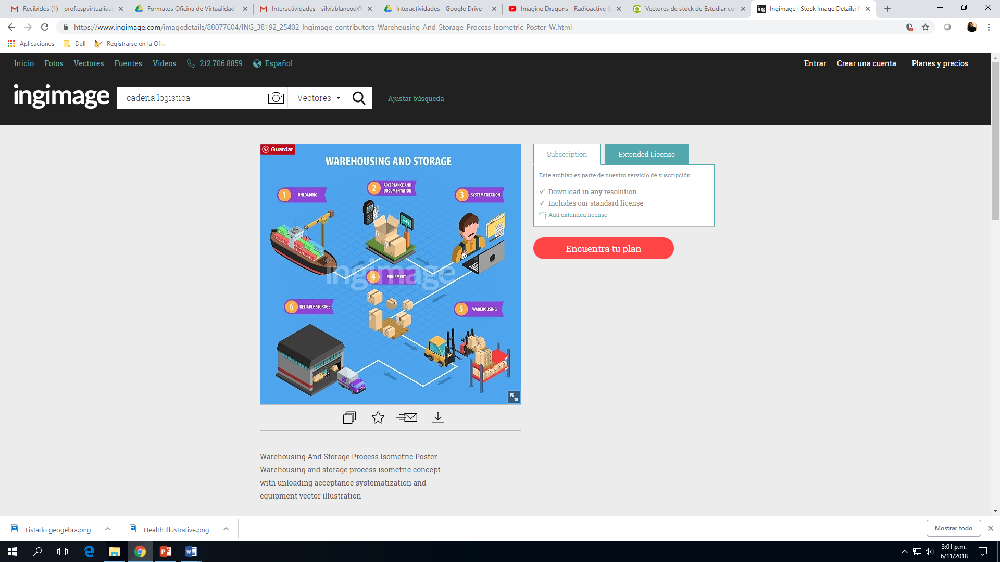 Recibidos (1) - prof.espvirtualidad
Formatos Oficina de Virtualidad
Interactividades - silviablancod@
Interactividades - Google Drive
Imagine Dragons - Radioactive
Vectores de stock de Estudiar
Ingimage | Stock Image Details:
https://www.ingimage.com/imagedetails/88077604/ING_38192_25402-Ingimage-contributors-Warehousing-And-Storage-Process-Isometric-Poster-W.html
Aplicaciones
Dell
Registrarse en la Ofic
Inicio
Fotos
Vectores
Fuentes
Videos
212.706.8859
Español
Entrar
Crear una cuenta
Planes y precios
ingimage
cadena logística
Vectores
Ajustar búsqueda
Guardar
WAREHOUSING AND STORAGE
1 UNLOADING
2 ACCEPTANCE AND
DOCUMENTATION
3 SYSTEMATIZATION
ingimage
4 EQUIPMENT
6 RELIABLE STORAGE
5 WAREHOUSING
Subscription
Extended License
Este archivo es parte de nuestro servicio de suscripción
✓ Download in any resolution
✓ Includes our standard license
Add extended license
Encuentra tu plan
Warehousing And Storage Process Isometric Poster.
Warehousing and storage process isometric concept
with unloading acceptance systematization and
equipment vector illustration
Listado geogebra.png
Health Illustrative.png
Mostrar todo
3:01 p.m.
6/11/2018